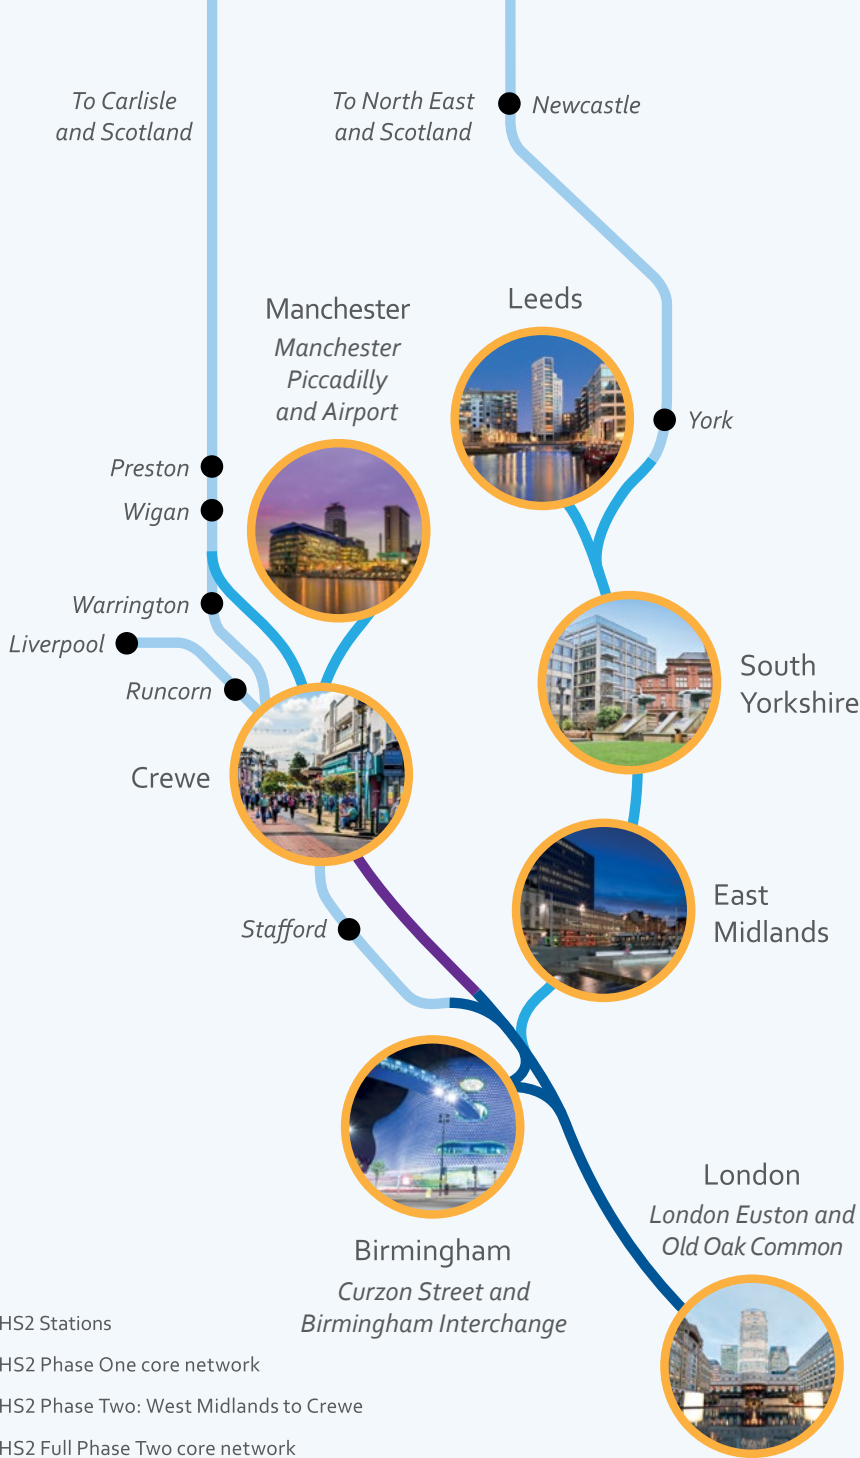 To Carlisle
and Scotland
To North East
and Scotland
Newcastle
Leeds
Manchester
Manchester
Piccadilly
and Airport
York
Preston
Wigan
Warrington
Liverpool
Runcorn
South
Yorkshire
Crewe
East
Midlands
Stafford
London
London Euston and
Old Oak Common
Birmingham
Curzon Street and
Birmingham Interchange
HS2 Stations
HS2 Phase One core network
HS2 Phase Two: West Midlands to Crewe
HS2 Full Phase Two core network